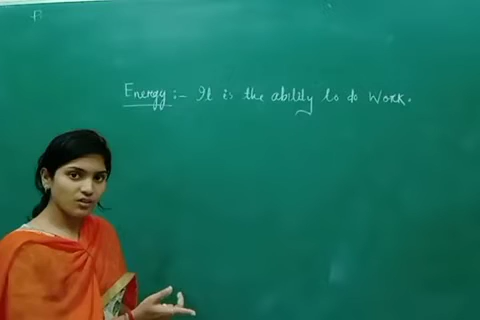 Energy :- It is the ability to do Work.